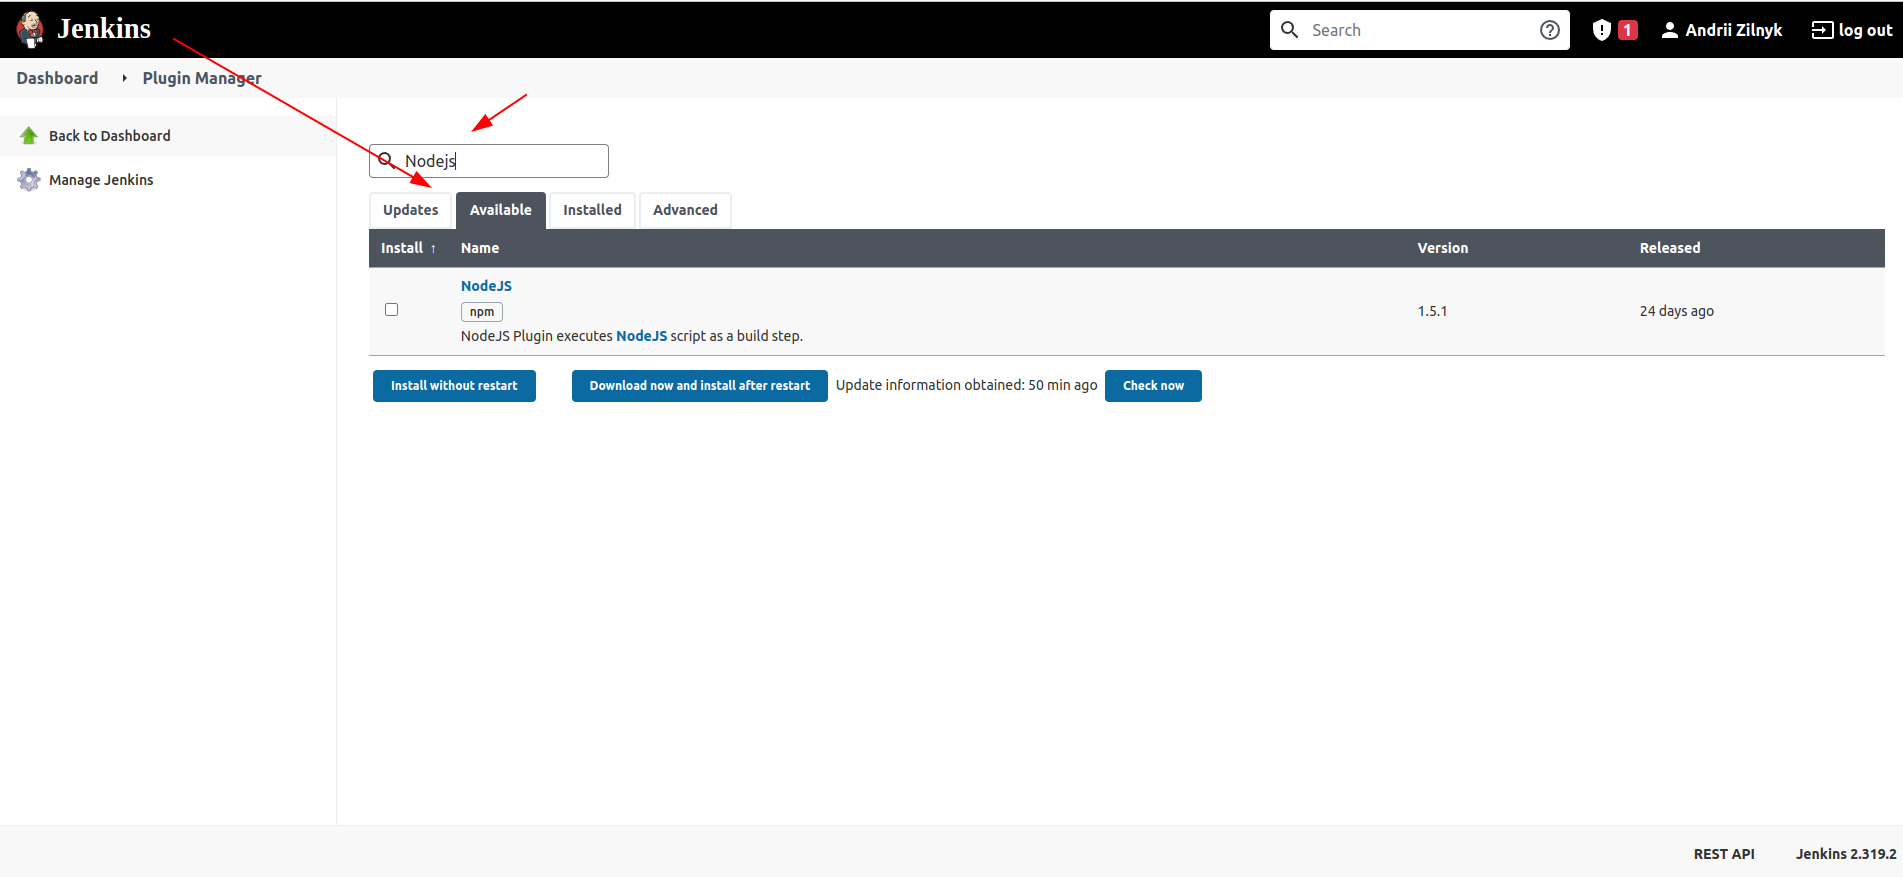 Jenkins
Search
1
Andrii Zilnyk
log out
Dashboard
Plugin Manager
Back to Dashboard
Manage Jenkins
Nodejs
Updates
Available
Installed
Advanced
Install ↑ Name Version Released
NodeJS
npm
NodeJS Plugin executes NodeJS script as a build step.
1.5.1
24 days ago
Install without restart
Download now and install after restart
Update information obtained: 50 min ago
Check now
REST API
Jenkins 2.319.2